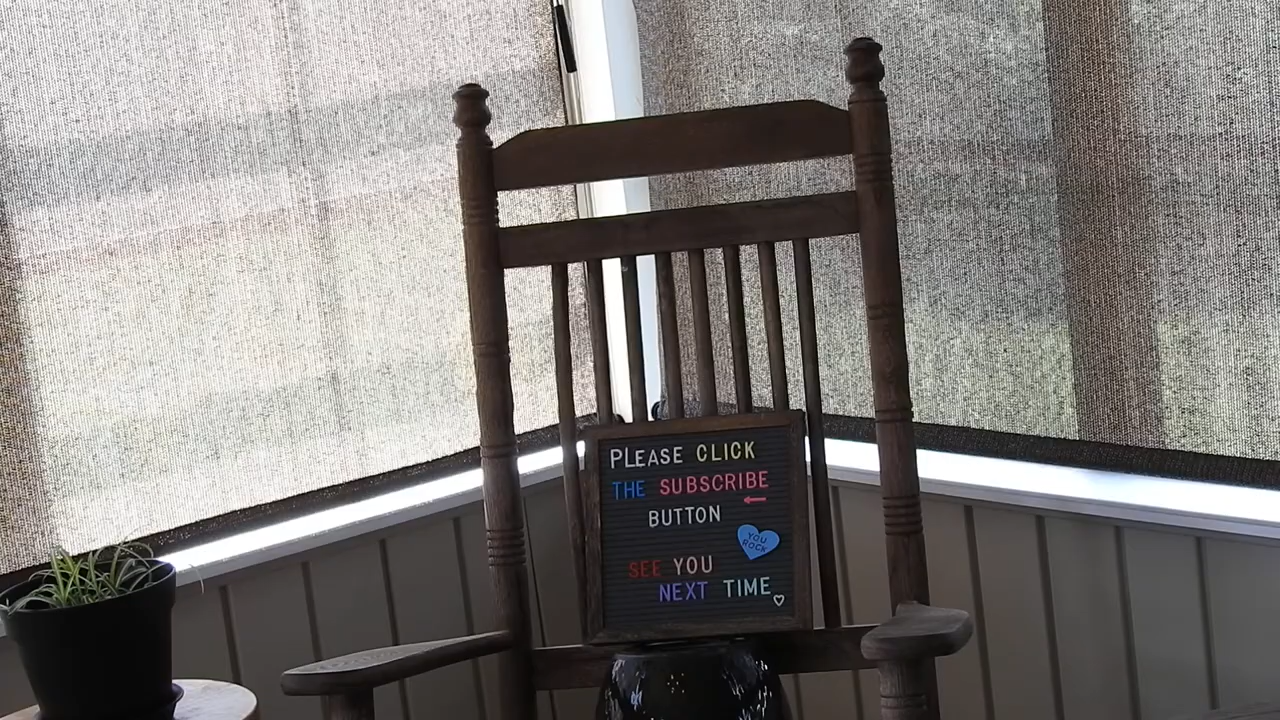 PLEASE CLICK
THE SUBSCRIBE
BUTTON
YOU
ROCK
SEE YOU
NEXT TIME